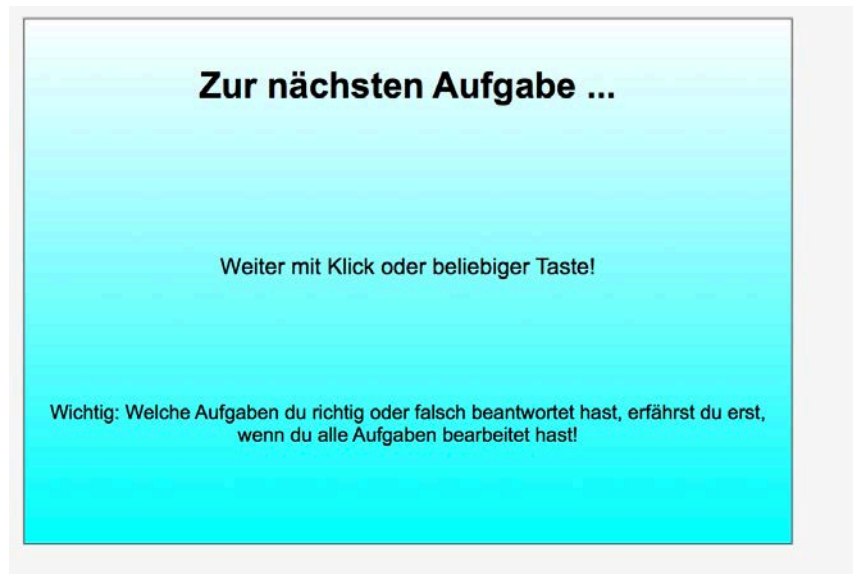 Zur nächsten Aufgabe ...
Weiter mit Klick oder beliebiger Taste!
Wichtig: Welche Aufgaben du richtig oder falsch beantwortet hast, erfährst du erst,
wenn du alle Aufgaben bearbeitet hast!